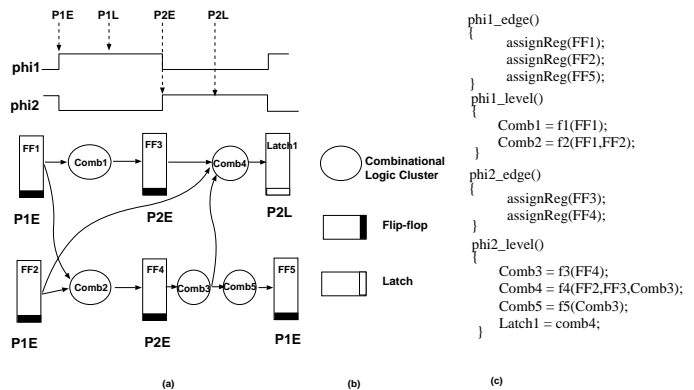 P1E P1L P2E P2L
phi1
phi2
FF1
Comb1
FF3
Comb4
Latch1
P1E
P2E
P2L
FF2
Comb2
FF4
Comb3
Comb5
FF5
P1E
P2E
P1E
(a)
Combinational
Logic Cluster
Flip-flop
Latch
(b)
phi1_edge()
{
assignReg(FF1);
assignReg(FF2);
assignReg(FF5);
}
phi1_level()
{
Comb1 = f1(FF1);
Comb2 = f2(FF1,FF2);
}
phi2_edge()
{
assignReg(FF3);
assignReg(FF4);
}
phi2_level()
{
Comb3 = f3(FF4);
Comb4 = f4(FF2,FF3,Comb3);
Comb5 = f5(Comb3);
Latch1 = comb4;
}
(c)